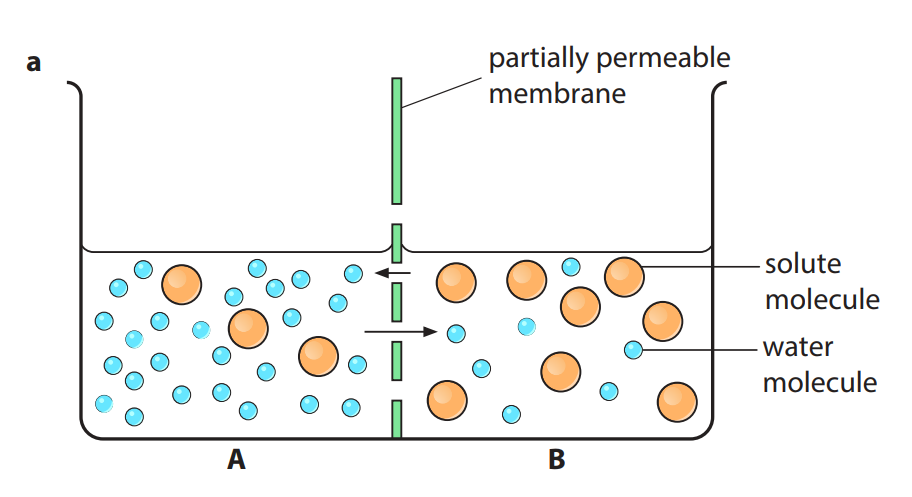 a
partially permeable
membrane
solute
molecule
water
molecule
A
B